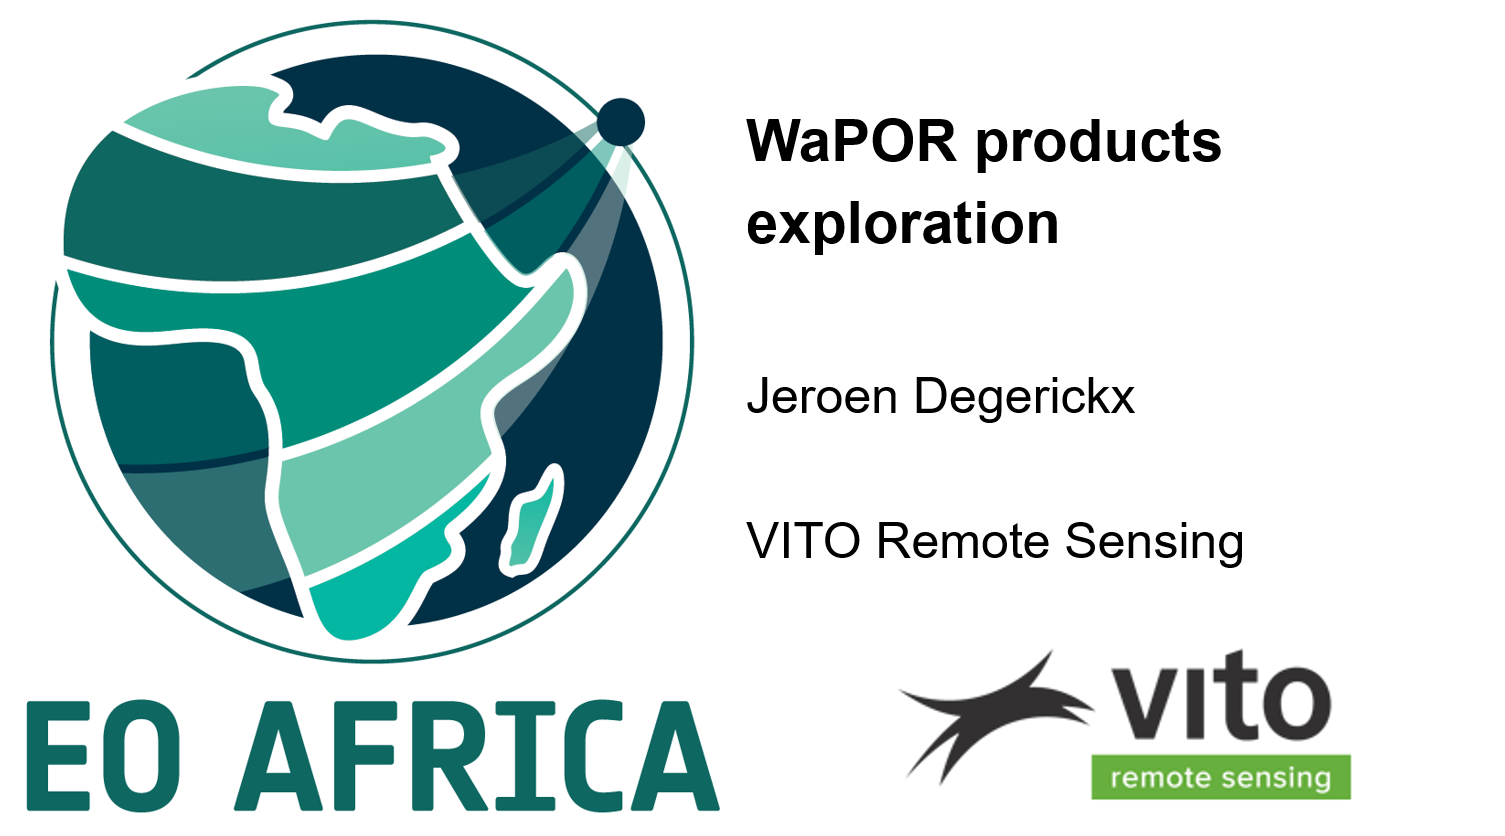 WaPOR products
exploration
Jeroen Degerickx
VITO Remote Sensing
EO AFRICA
vito
remote sensing